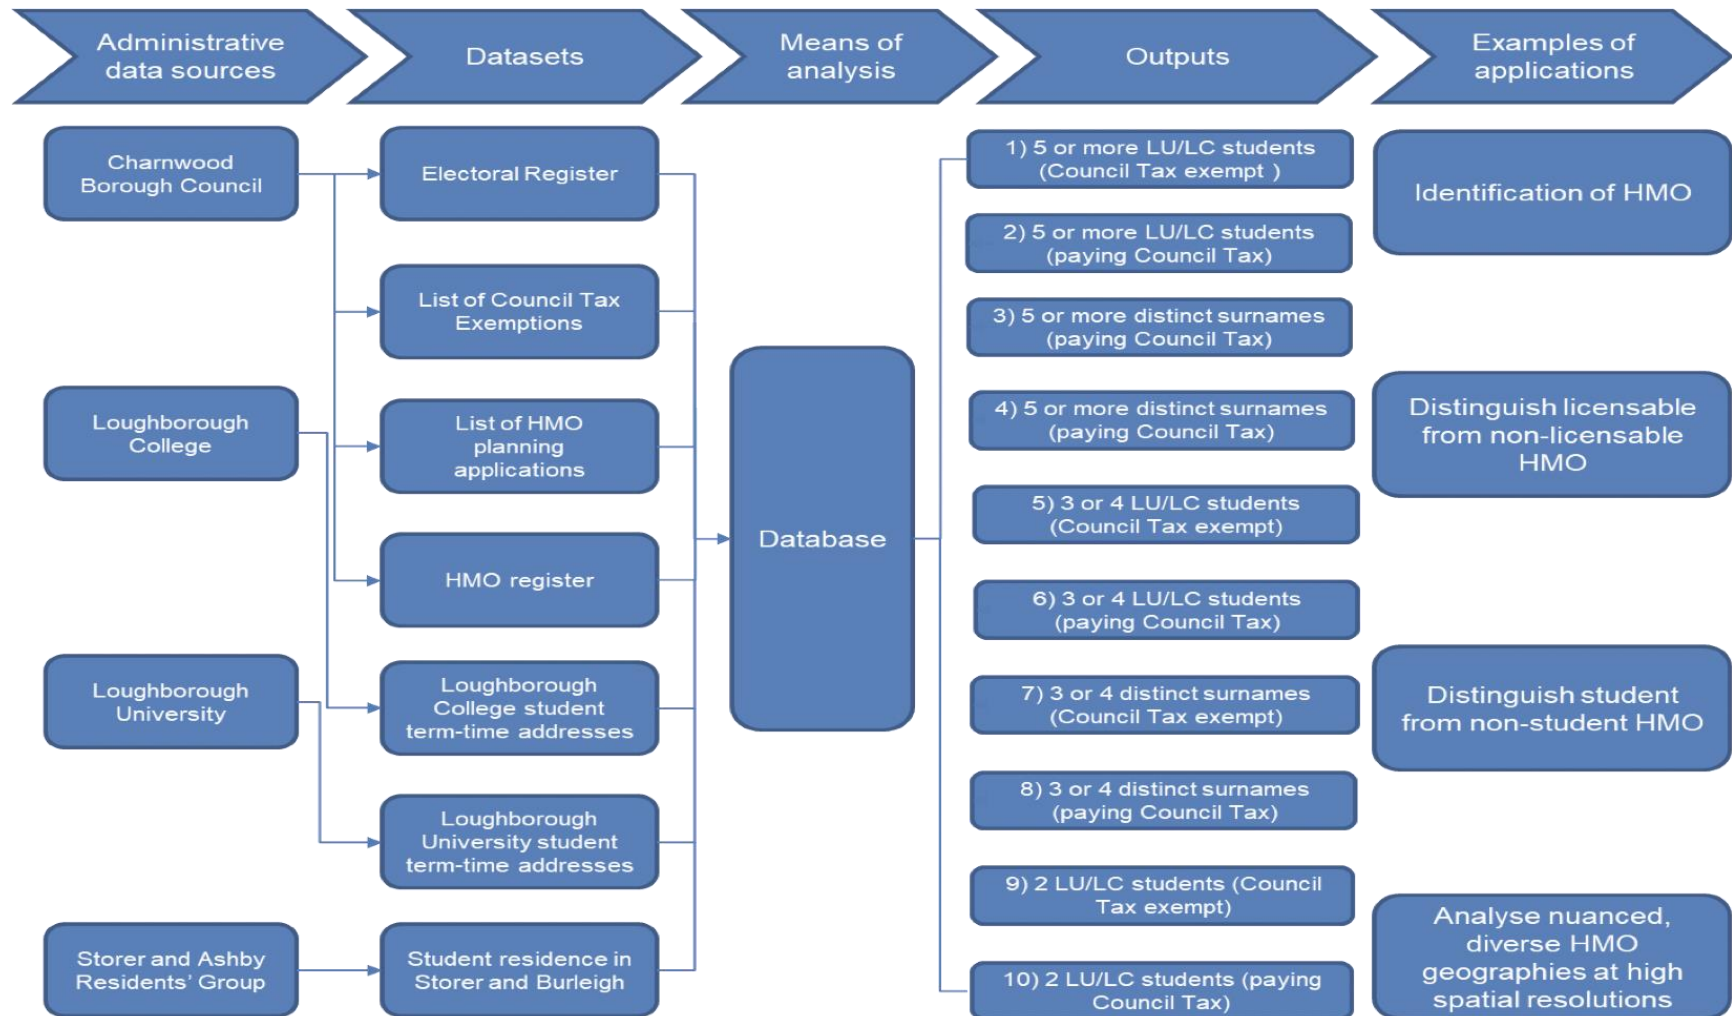 Administrative
data sources
Datasets
Means of
analysis
Outputs
Examples of
applications
Charnwood
Borough Council
Loughborough
College
Loughborough
University
Storer and Ashby
Residents' Group
Electoral Register
List of Council Tax
Exemptions
List of HMO
planning
applications
HMO register
Loughborough
College student
term-time addresses
Loughborough
University student
term-time addresses
Student residence in
Storer and Burleigh
Database
1) 5 or more LU/LC students
(Council Tax exempt )
2) 5 or more LU/LC students
(paying Council Tax)
3) 5 or more distinct surnames
(paying Council Tax)
4) 5 or more distinct surnames
(paying Council Tax)
5) 3 or 4 LU/LC students
(Council Tax exempt)
6) 3 or 4 LU/LC students
(paying Council Tax)
7) 3 or 4 distinct surnames
(Council Tax exempt)
8) 3 or 4 distinct surnames
(paying Council Tax)
9) 2 LU/LC students (Council
Tax exempt)
10) 2 LU/LC students (paying
Council Tax)
Identification of HMO
Distinguish licensable
from non-licensable
HMO
Distinguish student
from non-student HMO
Analyse nuanced,
diverse HMO
geographies at high
spatial resolutions